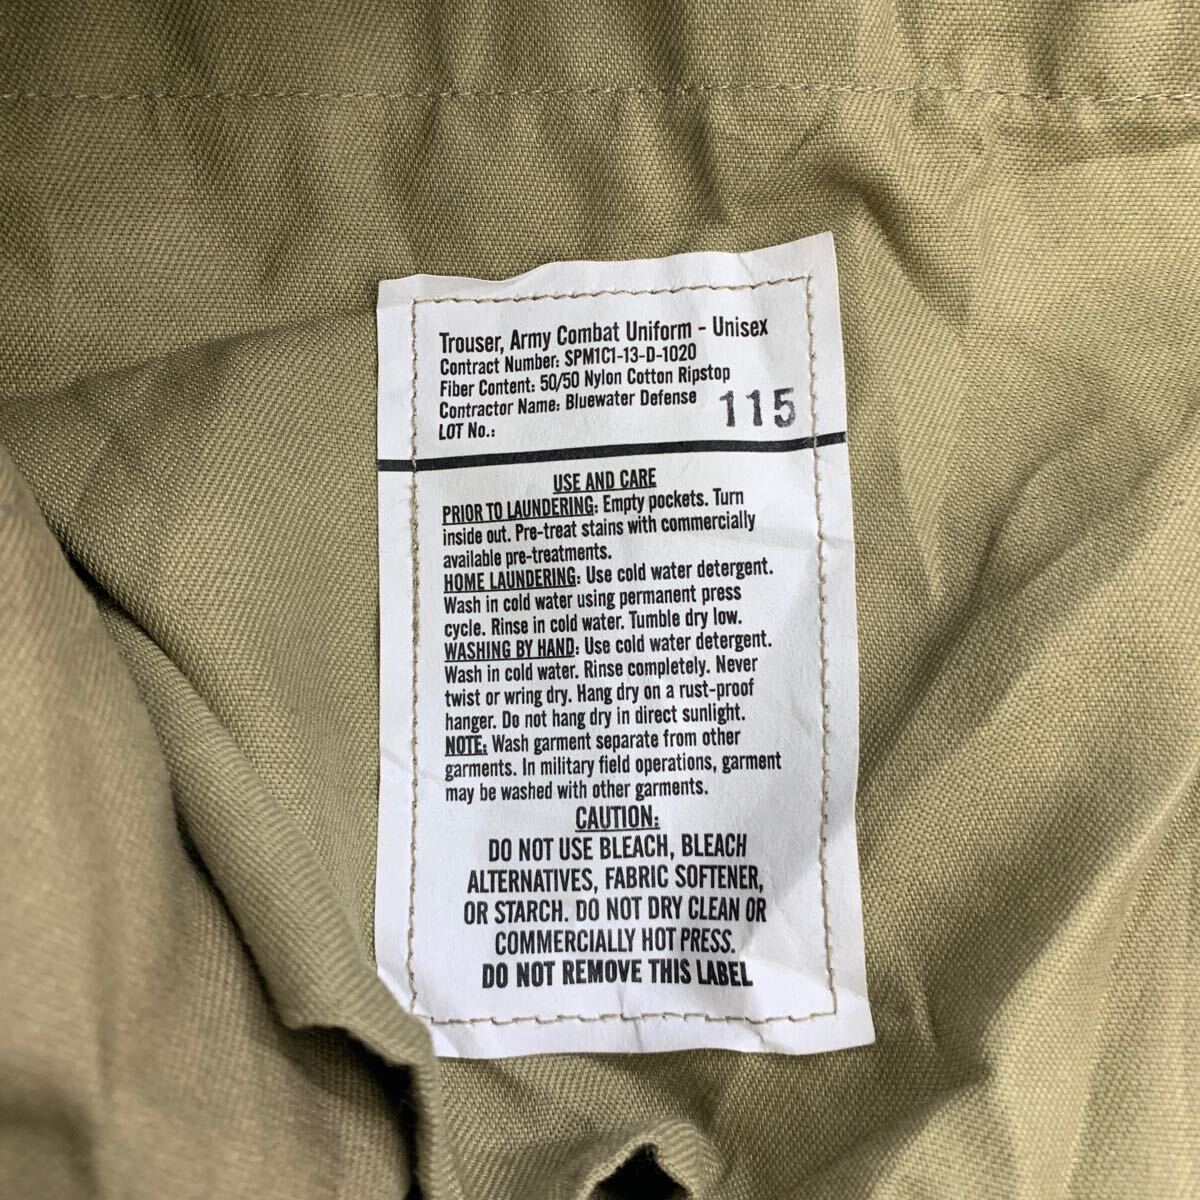 Trouser, Army Combat Uniform - Unisex
Contract Number: SPM1C1-13-D-1020
Fiber Content: 50/50 Nylon Cotton Ripstop
Contractor Name: Bluewater Defense
LOT No.: 115
USE AND CARE
PRIOR TO LAUNDERING: Empty pockets. Turn
inside out. Pre-treat stains with commercially
available pre-treatments.
HOME LAUNDERING: Use cold water detergent.
Wash in cold water using permanent press
cycle. Rinse in cold water. Tumble dry low.
WASHING BY HAND: Use cold water detergent.
Wash in cold water. Rinse completely. Never
twist or wring dry. Hang dry on a rust-proof
hanger. Do not hang dry in direct sunlight.
NOTE: Wash garment separate from other
garments. In military field operations, garment
may be washed with other garments.
CAUTION:
DO NOT USE BLEACH, BLEACH
ALTERNATIVES, FABRIC SOFTENER,
OR STARCH. DO NOT DRY CLEAN OR
COMMERCIALLY HOT PRESS.
DO NOT REMOVE THIS LABEL